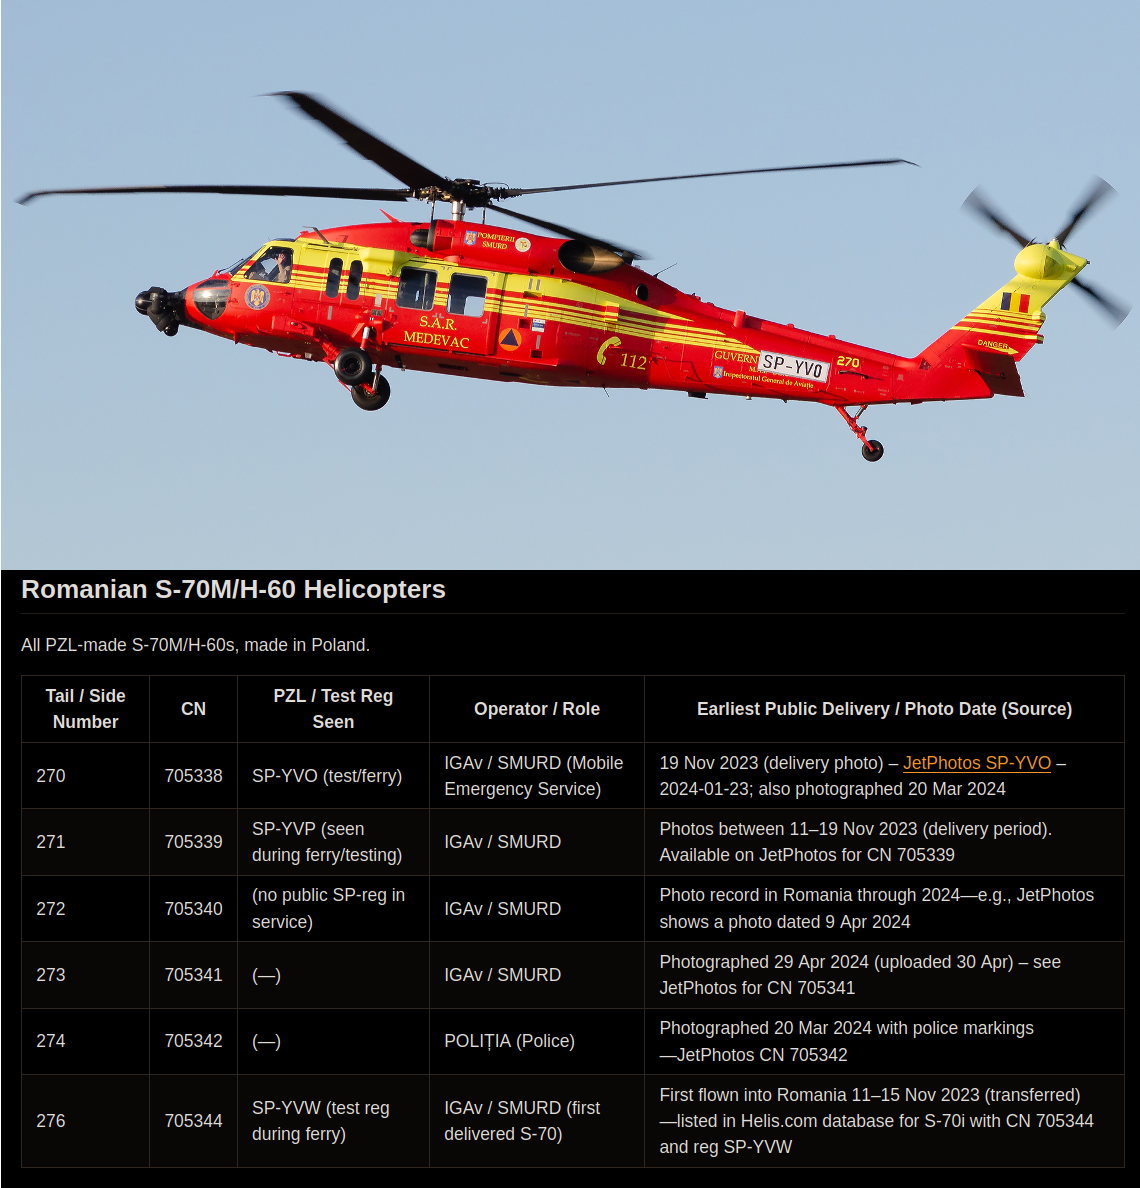 POMPIERII
SMURD
S.A.R.
MEDEVAC
112
GUVERN
SP-YVO
270
Inspectoratul General de Aviație
DANGER
Romanian S-70M/H-60 Helicopters
All PZL-made S-70M/H-60s, made in Poland.
Tail / Side
Number
CN
PZL / Test Reg
Seen
Operator / Role
Earliest Public Delivery / Photo Date (Source)
270
705338
SP-YVO (test/ferry)
IGAv / SMURD (Mobile
Emergency Service)
19 Nov 2023 (delivery photo) – JetPhotos SP-YVO –
2024-01-23; also photographed 20 Mar 2024
271
705339
SP-YVP (seen
during ferry/testing)
IGAv / SMURD
Photos between 11–19 Nov 2023 (delivery period).
Available on JetPhotos for CN 705339
272
705340
(no public SP-reg in
service)
IGAv / SMURD
Photo record in Romania through 2024—e.g., JetPhotos
shows a photo dated 9 Apr 2024
273
705341
(—)
IGAv / SMURD
Photographed 29 Apr 2024 (uploaded 30 Apr) – see
JetPhotos for CN 705341
274
705342
(—)
POLIȚIA (Police)
Photographed 20 Mar 2024 with police markings
—JetPhotos CN 705342
276
705344
SP-YVW (test reg
during ferry)
IGAv / SMURD (first
delivered S-70)
First flown into Romania 11–15 Nov 2023 (transferred)
—listed in Helis.com database for S-70i with CN 705344
and reg SP-YVW